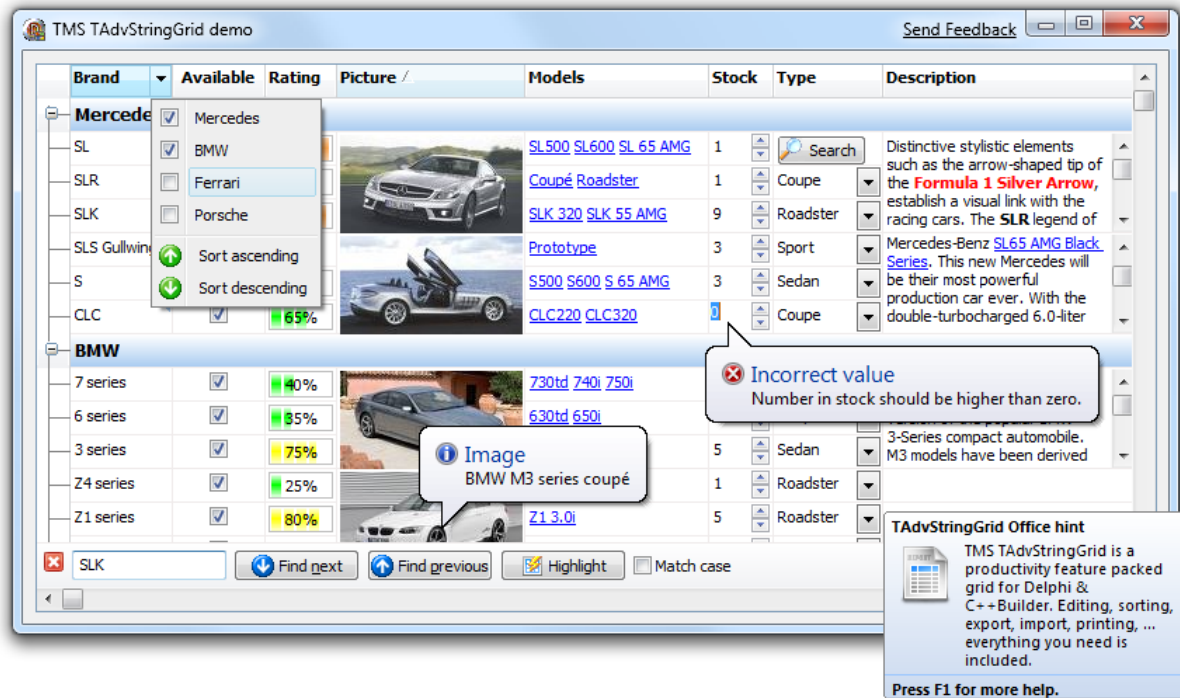 TMS TAdvStringGrid demo
Send Feedback
Brand Available Rating Picture Models Stock Type Description
Mercede
Mercedes
BMW
Ferrari
Porsche
Sort ascending
Sort descending
SL SL500 SL600 SL 65 AMG 1 Search
SLR Coupé Roadster 1 Coupe
SLK SLK 320 SLK 55 AMG 9 Roadster
Distinctive stylistic elements
such as the arrow-shaped tip of
the Formula 1 Silver Arrow,
establish a visual link with the
racing cars. The SLR legend of
SLS Gullwing Prototype 3 Sport
S S500 S600 S 65 AMG 3 Sedan
CLC 65% CLC220 CLC320 0 Coupe
Mercedes-Benz SL65 AMG Black
Series. This new Mercedes will
be their most powerful
production car ever. With the
double-turbocharged 6.0-liter
BMW
Incorrect value
Number in stock should be higher than zero.
7 series 40% 730td 740i 750i
6 series 35% 630td 650i
3 series 75% 5 Sedan
3-Series compact automobile.
M3 models have been derived
Image
BMW M3 series coupé
Z4 series 25% 1 Roadster
Z1 series 80% Z1 3.0i 5 Roadster
SLK Find next Find previous Highlight Match case
TAdvStringGrid Office hint
TMS TAdvStringGrid is a
productivity feature packed
grid for Delphi &
C++Builder. Editing, sorting,
export, import, printing, ...
everything you need is
included.
Press F1 for more help.